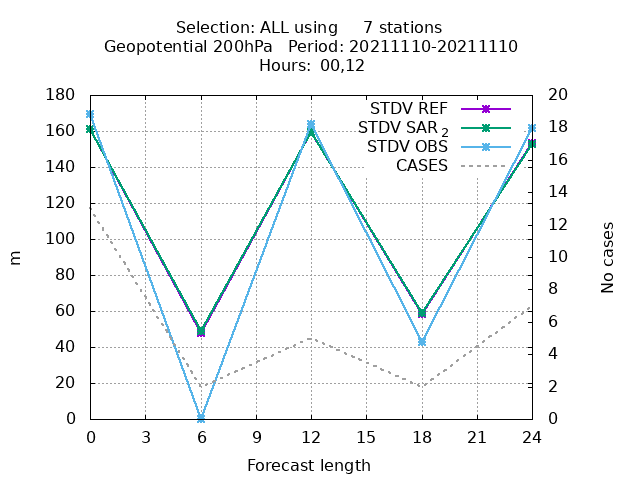 Selection: ALL using     7 stations
Geopotential 200hPa   Period: 20211110-20211110
Hours:  00,12
180
160
140
120
100
80
60
40
20
0
m
STDV REF
STDV SAR2
STDV OBS
CASES
20
18
16
14
12
10
8
6
4
2
0
No cases
0 3 6 9 12 15 18 21 24
Forecast length